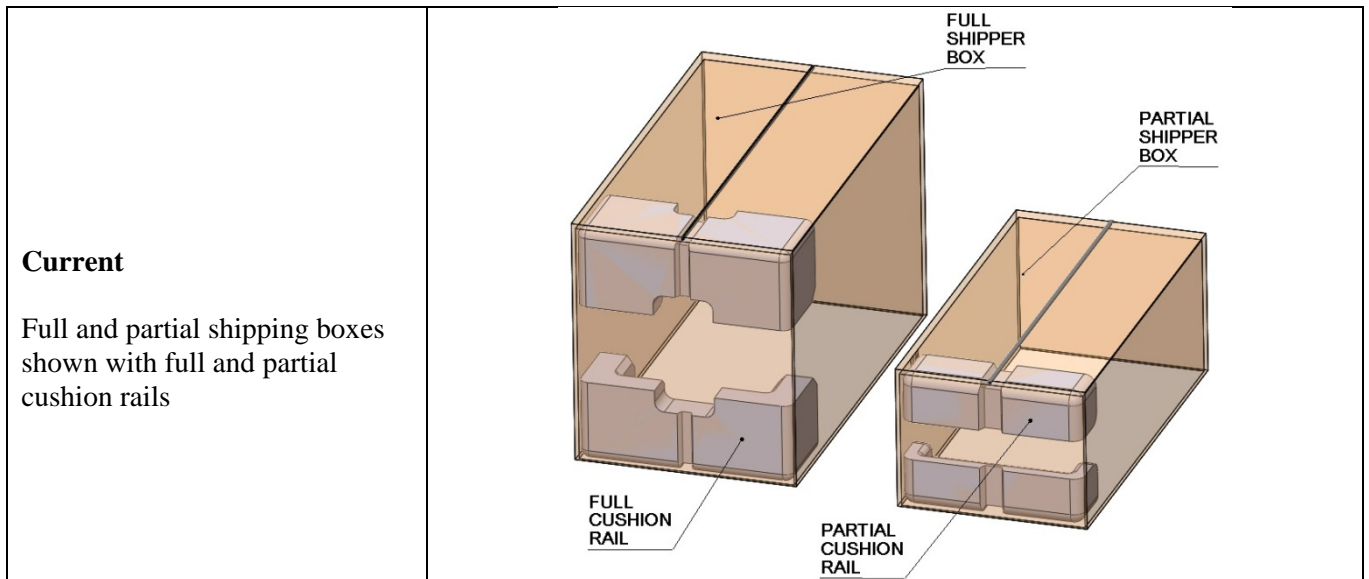 Current
Full and partial shipping boxes
shown with full and partial
cushion rails
FULL
SHIPPER
BOX
PARTIAL
SHIPPER
BOX
FULL
CUSHION
RAIL
PARTIAL
CUSHION
RAIL